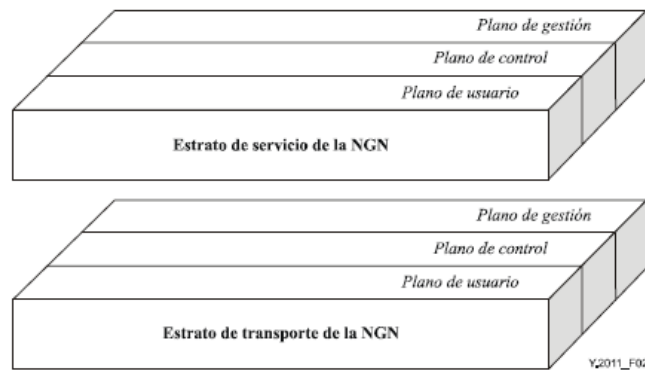 Plano de gestión
Plano de control
Plano de usuario
Estrato de servicio de la NGN
Plano de gestión
Plano de control
Plano de usuario
Estrato de transporte de la NGN
Y.2011_F02